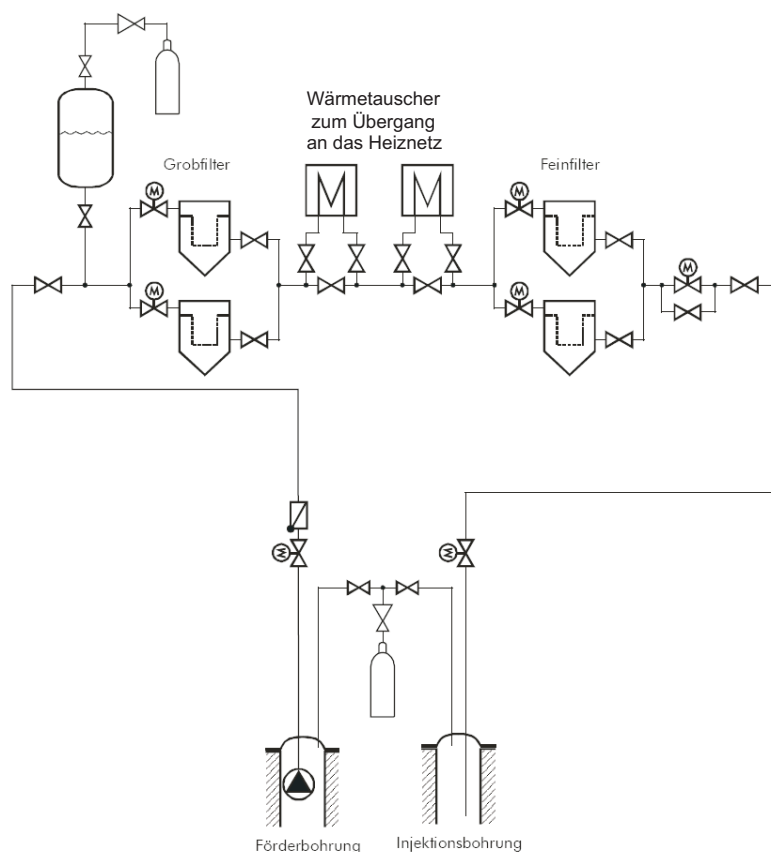 Wärmetauscher
zum Übergang
an das Heiznetz
Grobfilter
Feinfilter
M
M
M
M
M
M
M
M
M
Förderbohrung
Injektionsbohrung